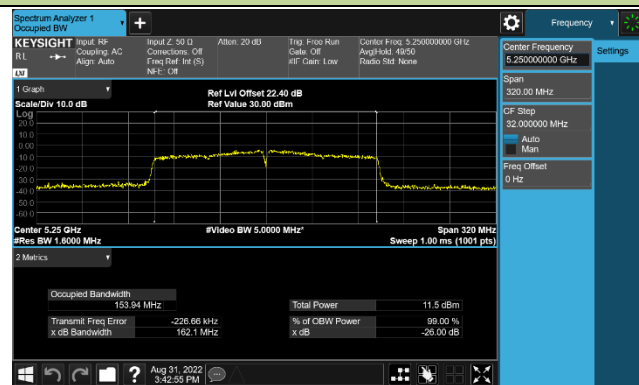 Spectrum Analyzer 1
Occupied BW
Frequency
KEYSIGHT
RL
LXI
Input: RF
Coupling: AC
Align: Auto
Input Z: 50 Ω
Corrections: Off
Freq Ref: Int (S)
NFE: Off
Atten: 20 dB
Trig: Free Run
Gate: Off
#IF Gain: Low
Center Freq: 5.250000000 GHz
Avg|Hold: 49/50
Radio Std: None
Center Frequency
5.250000000 GHz
Settings
Span
320.00 MHz
CF Step
32.000000 MHz
Auto
Man
Freq Offset
0 Hz
1 Graph
Scale/Div 10.0 dB
Ref Lvl Offset 22.40 dB
Ref Value 30.00 dBm
Log
20.0
10.0
0.00
-10.0
-20.0
-30.0
-40.0
-50.0
-60.0
Center 5.25 GHz
#Video BW 5.0000 MHz*
Span 320 MHz
#Res BW 1.6000 MHz
Sweep 1.00 ms (1001 pts)
2 Metrics
Occupied Bandwidth
153.94 MHz
Total Power 11.5 dBm
Transmit Freq Error -226.66 kHz
% of OBW Power 99.00 %
x dB Bandwidth 162.1 MHz
x dB -26.00 dB
Aug 31, 2022
3:42:55 PM